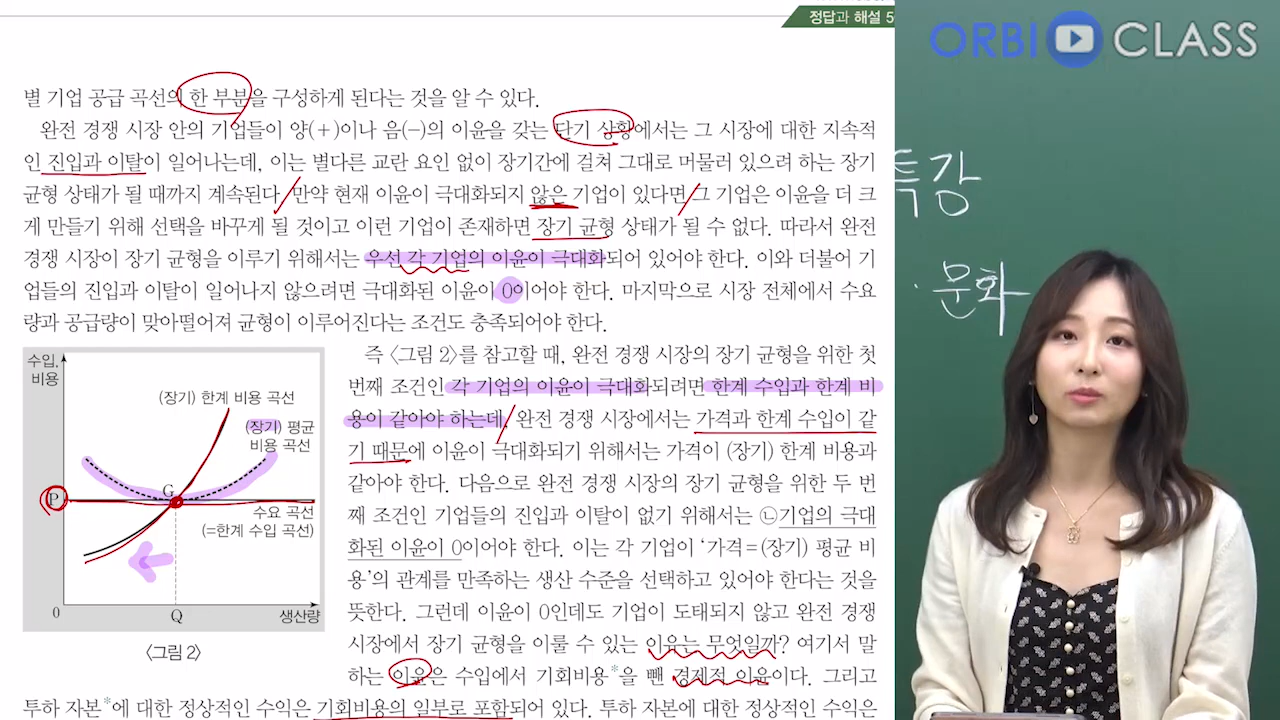 정답과 해설 5
ORBI CLASS
별 기업 공급 곡선의 한 부분을 구성하게 된다는 것을 알 수 있다.
완전 경쟁 시장 안의 기업들이 양(+)이나 음(−)의 이윤을 갖는 단기 상황에서는 그 시장에 대한 지속적
인 진입과 이탈이 일어나는데, 이는 별다른 교란 요인 없이 장기간에 걸쳐 그대로 머물러 있으려 하는 장기
균형 상태가 될 때까지 계속된다. 만약 현재 이윤이 극대화되지 않은 기업이 있다면 그 기업은 이윤을 더 크
게 만들기 위해 선택을 바꾸게 될 것이고 이런 기업이 존재하면 장기 균형 상태가 될 수 없다. 따라서 완전
경쟁 시장이 장기 균형을 이루기 위해서는 우선 각 기업의 이윤이 극대화되어 있어야 한다. 이와 더불어 기
업들의 진입과 이탈이 일어나지 않으려면 극대화된 이윤이 0이어야 한다. 마지막으로 시장 전체에서 수요
량과 공급량이 맞아떨어져 균형이 이루어진다는 조건도 충족되어야 한다.
즉 〈그림 2〉를 참고할 때, 완전 경쟁 시장의 장기 균형을 위한 첫
번째 조건인 각 기업의 이윤이 극대화되려면 한계 수입과 한계 비
용이 같아야 하는데, 완전 경쟁 시장에서는 가격과 한계 수입이 같
기 때문에 이윤이 극대화되기 위해서는 가격이 (장기) 한계 비용과
같아야 한다. 다음으로 완전 경쟁 시장의 장기 균형을 위한 두 번
째 조건인 기업들의 진입과 이탈이 없기 위해서는 ㉡기업의 극대
화된 이윤이 0이어야 한다. 이는 각 기업이 ‘가격=(장기) 평균 비
용’의 관계를 만족하는 생산 수준을 선택하고 있어야 한다는 것을
뜻한다. 그런데 이윤이 0인데도 기업이 도태되지 않고 완전 경쟁
시장에서 장기 균형을 이룰 수 있는 이유는 무엇일까? 여기서 말
하는 이윤은 수입에서 기회비용*을 뺀 경제적 이윤이다. 그리고
투하 자본*에 대한 정상적인 수익은 기회비용의 일부로 포함되어 있다. 투하 자본에 대한 정상적인 수익은
수입,
비용
(장기) 한계 비용 곡선
(장기) 평균
비용 곡선
P
G
수요 곡선
(=한계 수입 곡선)
0
Q
생산량
〈그림 2〉
특강
· 문화